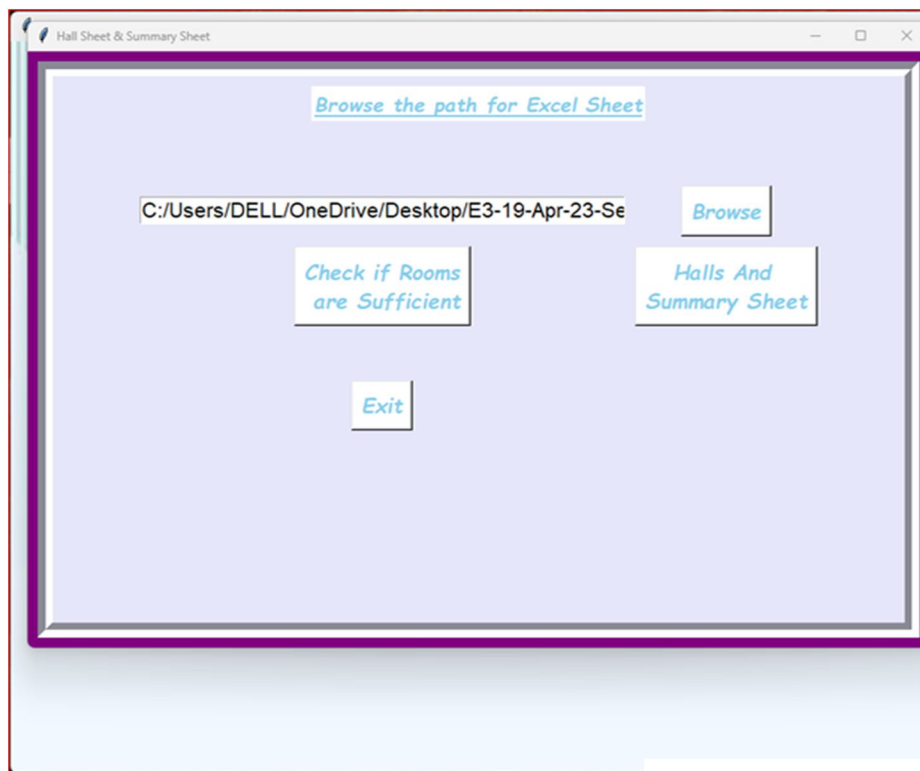 Hall Sheet & Summary Sheet
Browse the path for Excel Sheet
C:/Users/DELL/OneDrive/Desktop/E3-19-Apr-23-Se
Browse
Check if Rooms
are Sufficient
Halls And
Summary Sheet
Exit